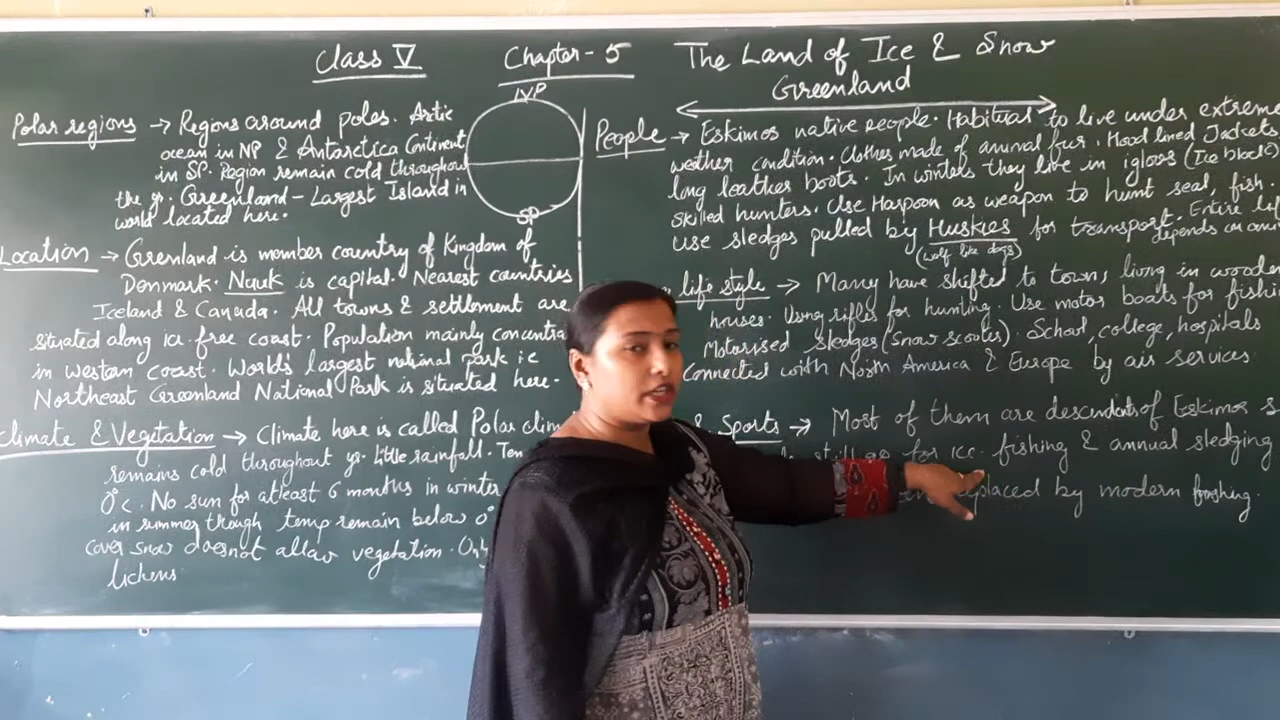 Class V
Chapter - 5
The Land of Ice & Snow
Greenland
Polar regions → Regions around poles. Artic
ocean in NP & Antarctica Continent
in SP. Region remain cold throughout
the yr. Greenland - Largest Island in
world located here.
NP
SP
Location → Greenland is member country of Kingdom of
Denmark. Nuuk is capital. Nearest countries
Iceland & Canada. All towns & settlement are
situated along ice free coast. Population mainly concentra
in western coast. World's largest national park ie
Northeast Greenland National Park is situated here.
Climate & Vegetation → Climate here is called Polar clim
remains cold throughout yr. little rainfall. Tem
0°c. No sun for atleast 6 months in winter
in summer though temp remain below 0°
cover snow doesnot allow vegetation. Only
lichens
People → Eskimos native people. Habitual to live under extreme
weather condition. Clothes made of animal fur. Hood lined Jackets
long leather boots. In winters they live in igloos (Ice block)
skilled hunters. Use Harpoon as weapon to hunt seal, fish.
Use sledges pulled by Huskies for transport. Entire life
(wolf like dogs)
depends on ani
life style → Many have shifted to towns, living in wooden
houses. Using rifles for hunting. Use motor boats for fishi
Motorised sledges (Snow scooter). School, college, hospitals
Connected with North America & Europe by air services
& Sports → Most of them are descendents of Eskimos s
still go for ice fishing & annual sledging
replaced by modern fishing.